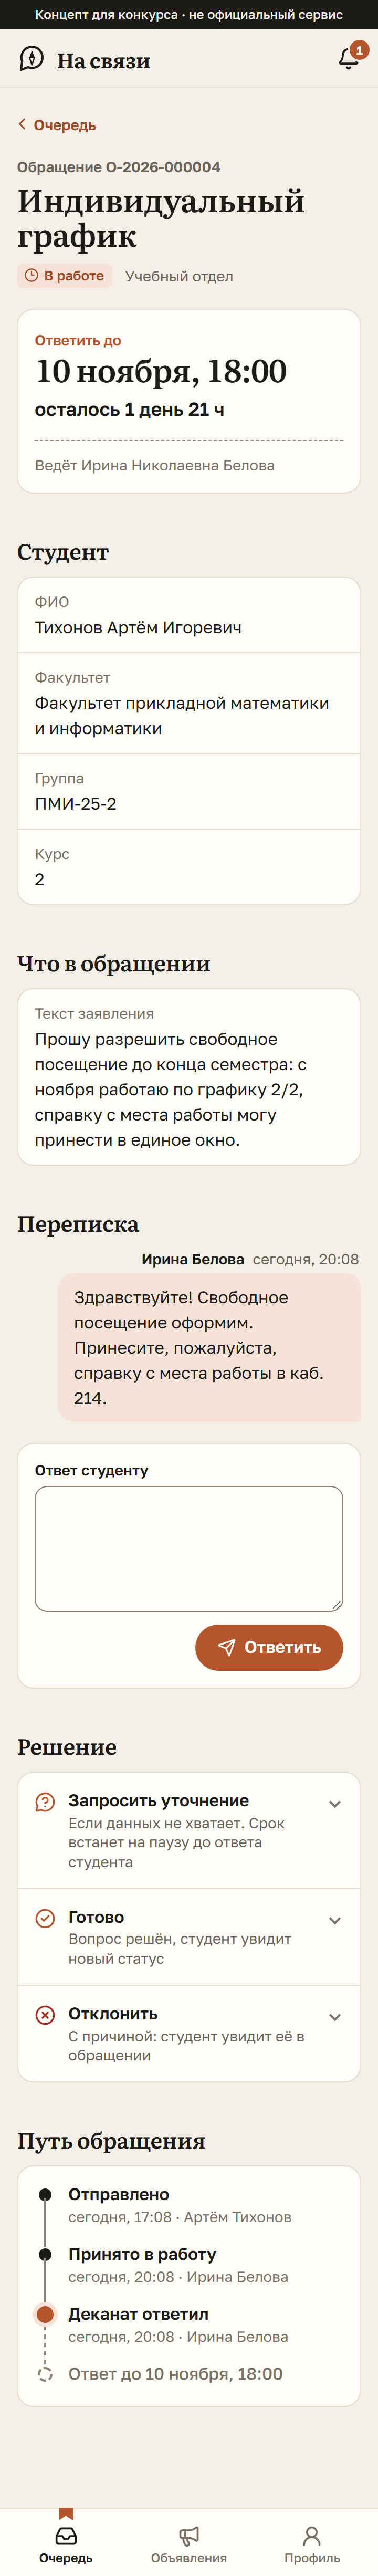 Концепт для конкурса · не официальный сервис
На связи
1
Очередь
Обращение О-2026-000004
Индивидуальный
график
В работе
Учебный отдел
Ответить до
10 ноября, 18:00
осталось 1 день 21 ч
Ведёт Ирина Николаевна Белова
Студент
ФИО
Тихонов Артём Игоревич
Факультет
Факультет прикладной математики
и информатики
Группа
ПМИ-25-2
Курс
2
Что в обращении
Текст заявления
Прошу разрешить свободное
посещение до конца семестра: с
ноября работаю по графику 2/2,
справку с места работы могу
принести в единое окно.
Переписка
Ирина Белова сегодня, 20:08
Здравствуйте! Свободное
посещение оформим.
Принесите, пожалуйста,
справку с места работы в каб.
214.
Ответ студенту
Ответить
Решение
Запросить уточнение
Если данных не хватает. Срок
встанет на паузу до ответа
студента
Готово
Вопрос решён, студент увидит
новый статус
Отклонить
С причиной: студент увидит её в
обращении
Путь обращения
Отправлено
сегодня, 17:08 · Артём Тихонов
Принято в работу
сегодня, 20:08 · Ирина Белова
Деканат ответил
сегодня, 20:08 · Ирина Белова
Ответ до 10 ноября, 18:00
Очередь
Объявления
Профиль